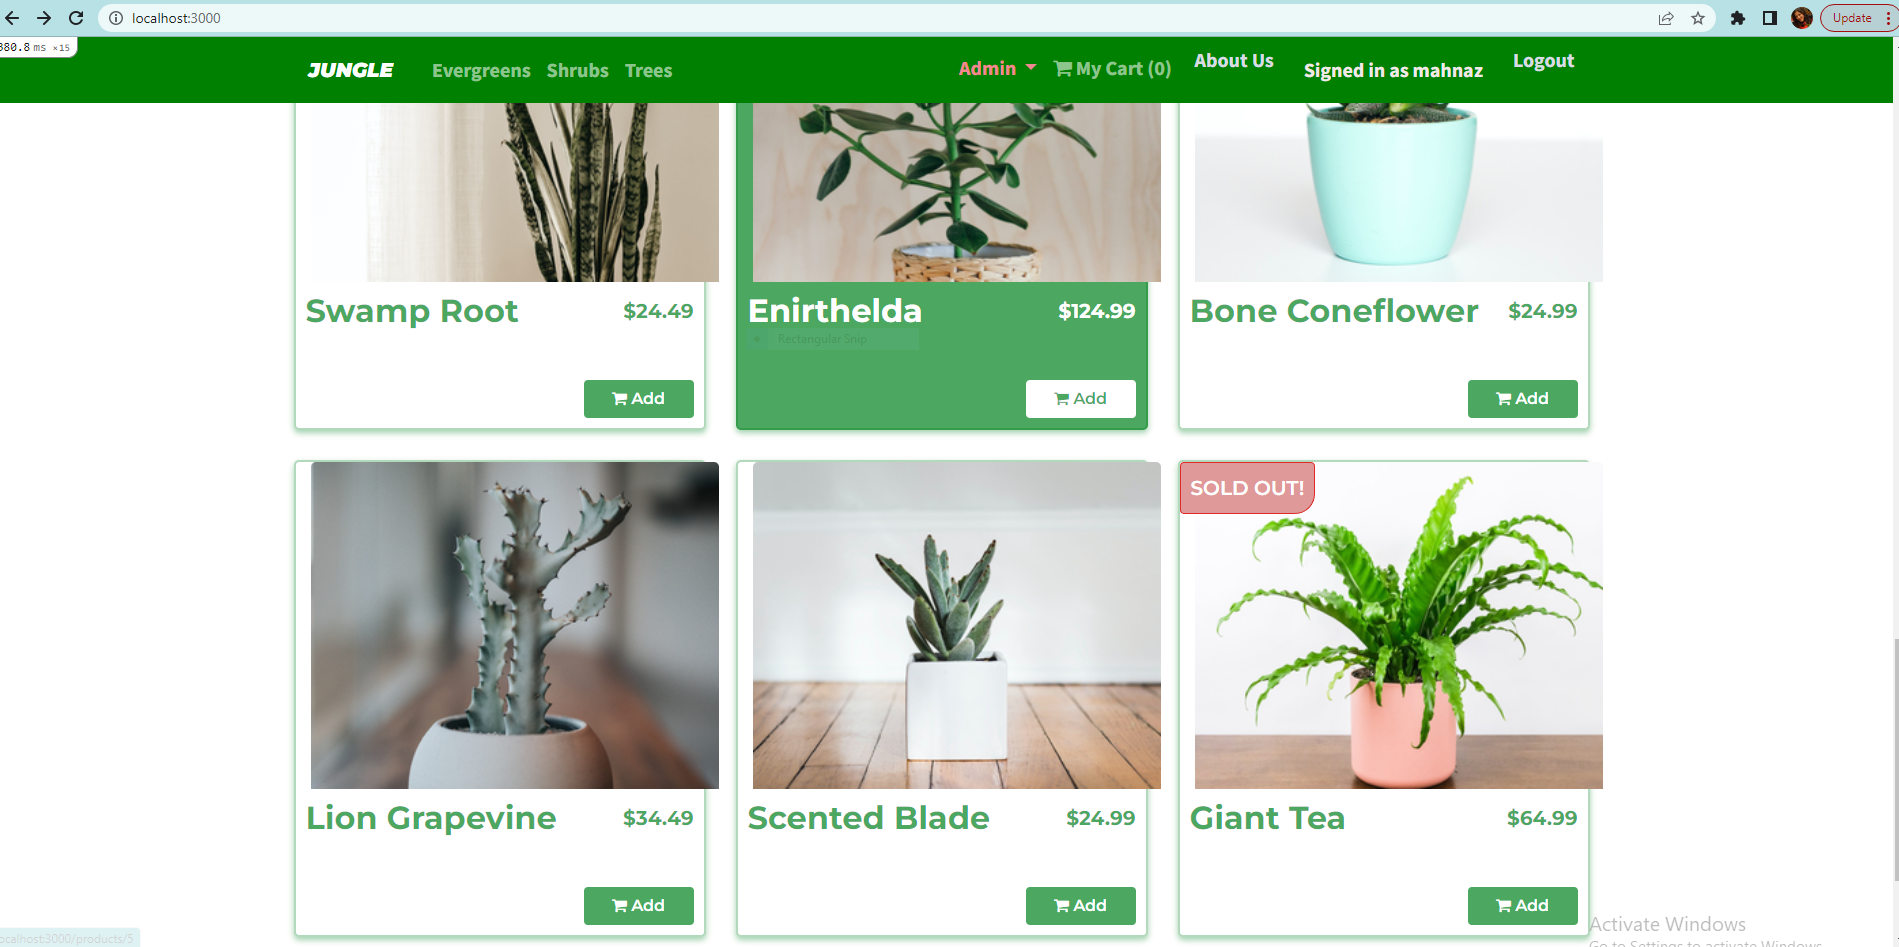 localhost:3000
Update
380.8 ms ×15
JUNGLE
Evergreens Shrubs Trees
Admin
My Cart (0)
About Us
Signed in as mahnaz
Logout
Swamp Root $24.49
Add
Enirthelda $124.99
Rectangular Snip
Add
Bone Coneflower $24.99
Add
Lion Grapevine $34.49
Add
Scented Blade $24.99
Add
SOLD OUT!
Giant Tea $64.99
Add
Activate Windows
Go to Settings to activate Windows.
localhost:3000/products/5